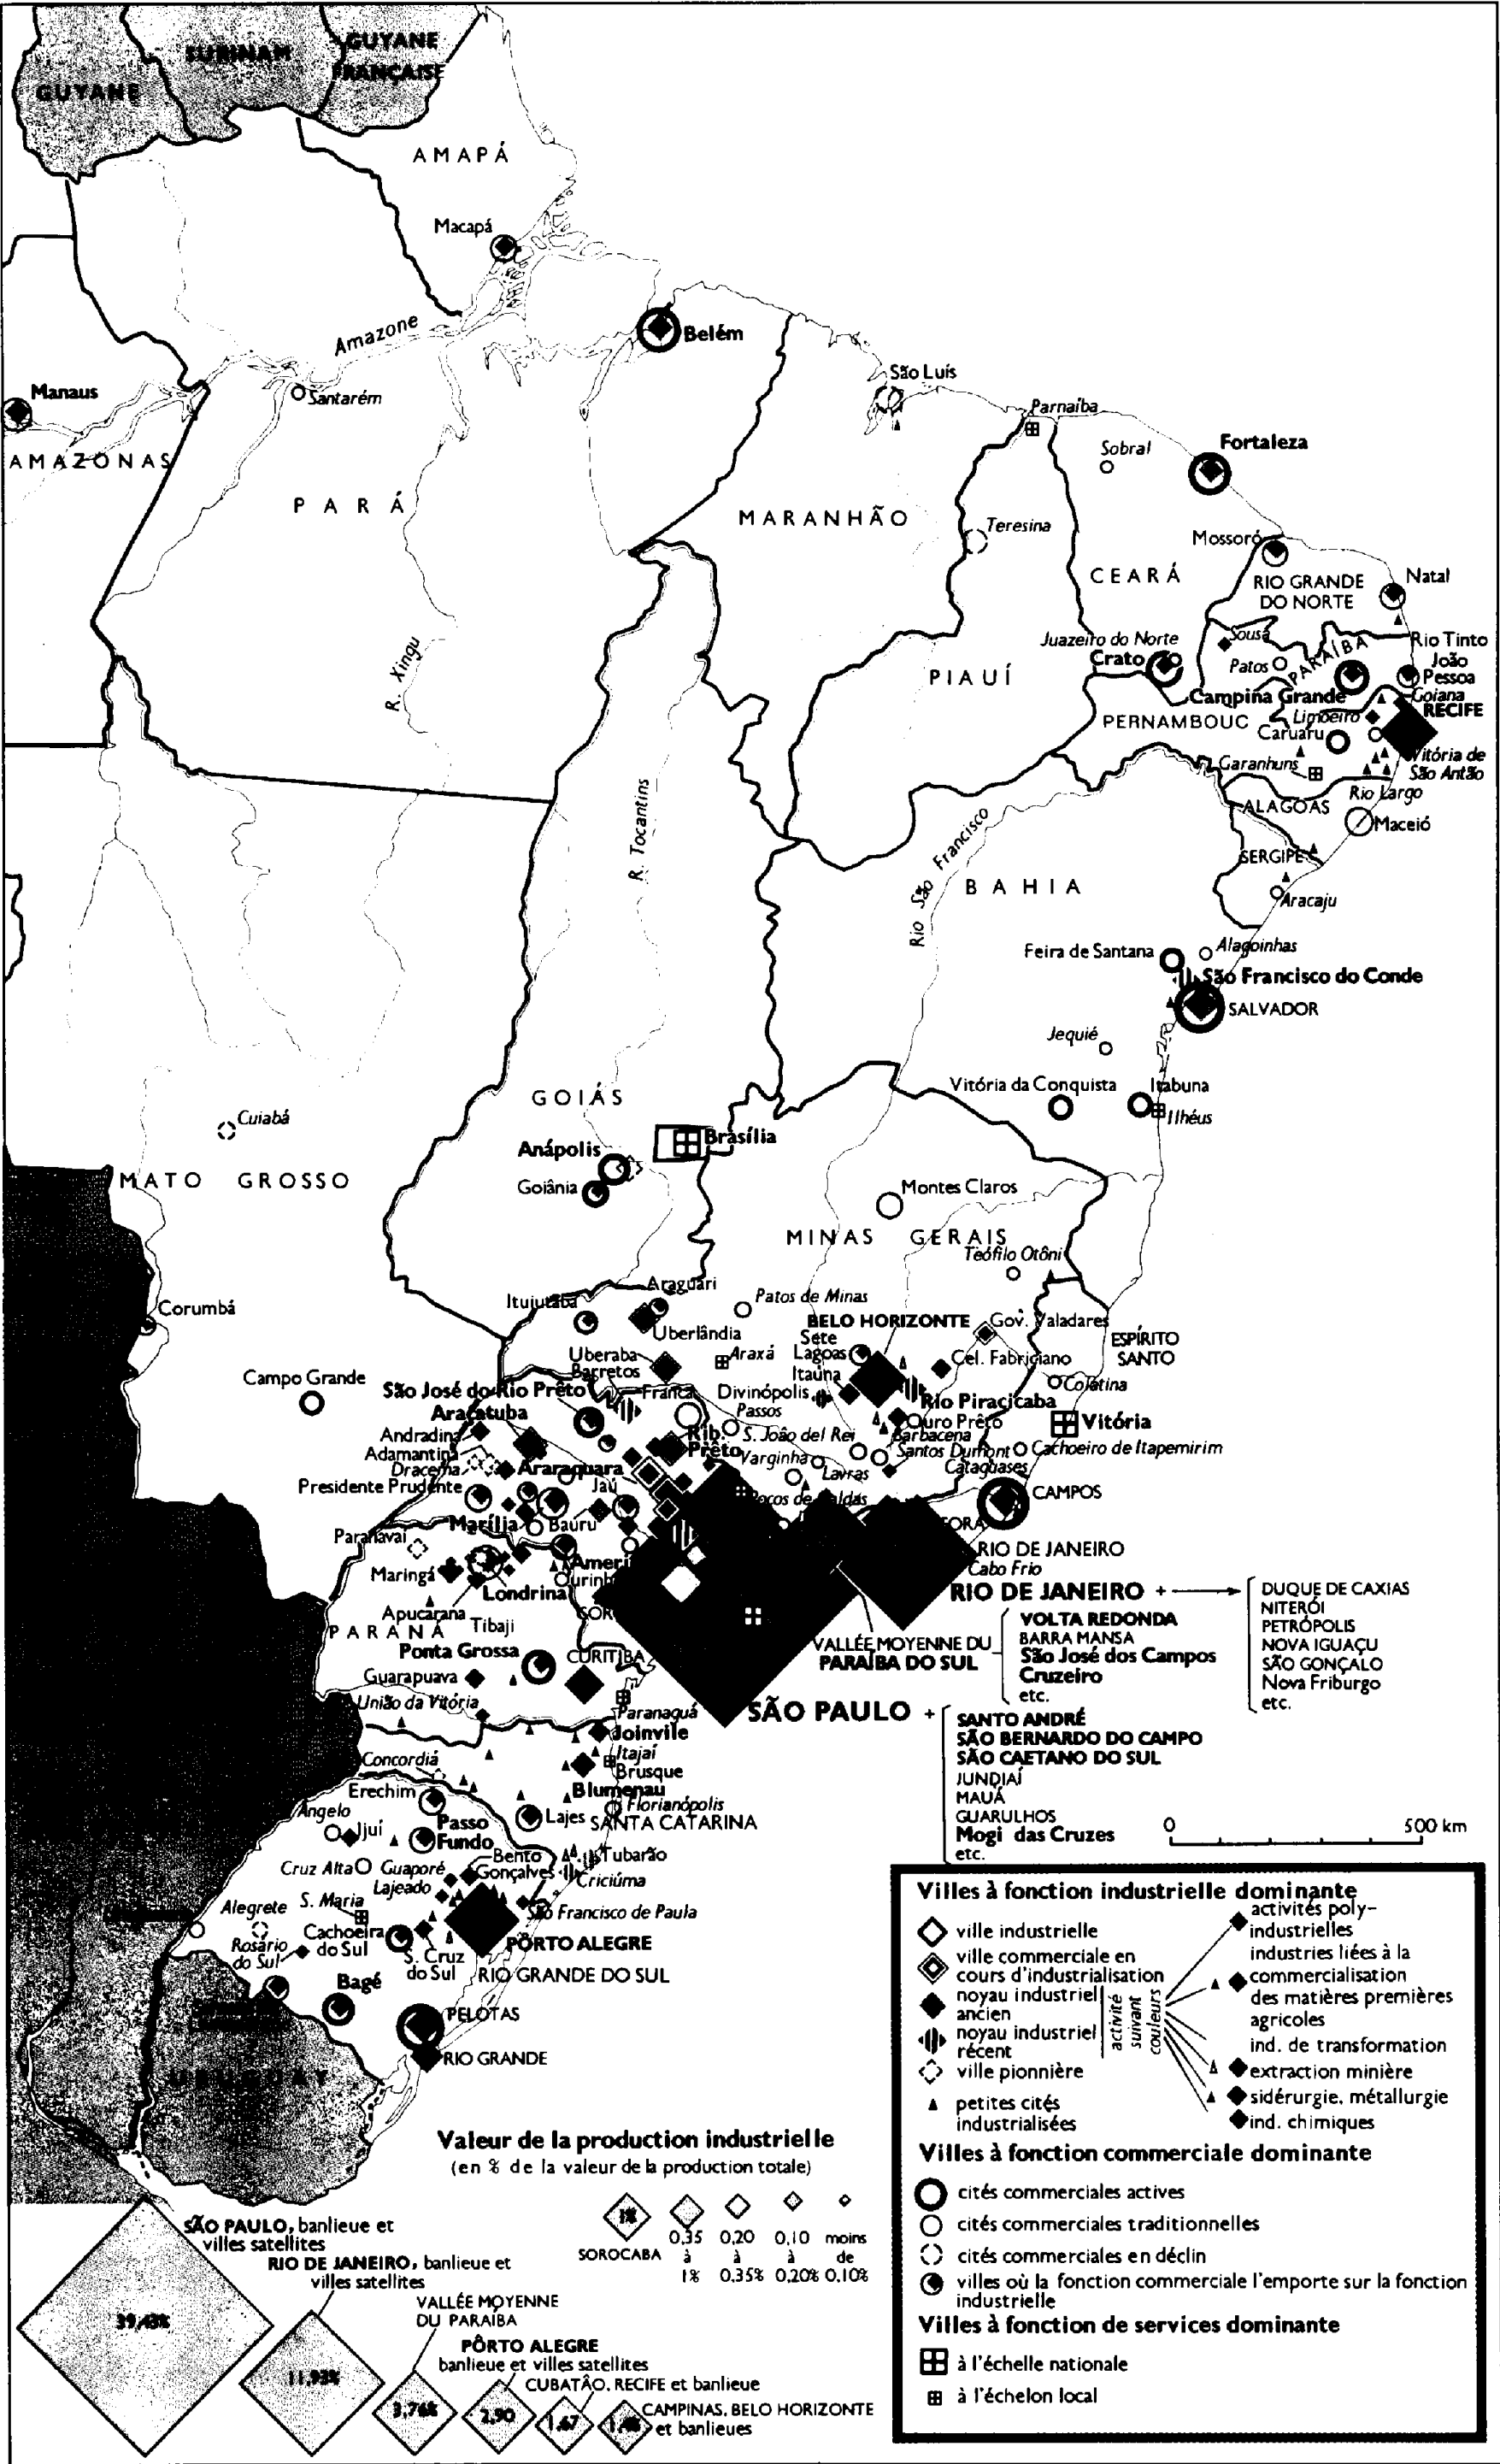 GUYANE
SURINAM
GUYANE
FRANÇAISE
AMAPÁ
Macapá
Amazone
Belém
Manaus
Santarém
AMAZONAS
PARÁ
São Luís
Parnaíba
Sobral
Fortaleza
MARANHÃO
Teresina
Mossoró
CEARÁ
RIO GRANDE
DO NORTE
Natal
R. Xingu
Juazeiro do Norte
Crato
Sousa
Patos
PARAÍBA
Rio Tinto
João
Pessoa
PIAUÍ
Campiña Grande
Goiana
RECIFE
PERNAMBOUC
Limoeiro
Caruaru
Garanhuns
Vitória de
São Antão
Rio Largo
ALAGOAS
Maceió
R. Tocantins
Rio São Francisco
SERGIPE
BAHIA
Aracaju
Feira de Santana
Alagoinhas
São Francisco do Conde
SALVADOR
Jequié
Vitória da Conquista
Itabuna
Ilhéus
GOIÁS
Cuiabá
Brasília
Anápolis
Goiânia
MATO GROSSO
Montes Claros
MINAS GERAIS
Teófilo Otôni
Corumbá
Araguari
Ituiutaba
Patos de Minas
Uberlândia
BELO HORIZONTE
Gov. Valadares
ESPÍRITO
SANTO
Sete
Lagoas
Cel. Fabriciano
Uberaba
Araxá
Itaúna
Barretos
Colatina
Campo Grande
São José do Rio Prêto
Franca
Divinópolis
Rio Piracicaba
Passos
Ouro Prêto
Vitória
Araçatuba
Andradina
Rib.
Prêto
S. João del Rei
Barbacena
Adamantina
Santos Dumont
Cachoeiro de Itapemirim
Dracena
Araraquara
Varginha
Lavras
Cataguases
Presidente Prudente
Jaú
Poços de Caldas
CAMPOS
Marília
Bauru
Paranavaí
RIO DE JANEIRO
Cabo Frio
Maringá
Londrina
Apucarana
Tibaji
PARANÁ
RIO DE JANEIRO +
DUQUE DE CAXIAS
NITERÓI
PETRÓPOLIS
NOVA IGUAÇU
SÃO GONÇALO
Nova Friburgo
etc.
VALLÉE MOYENNE DU
PARAÍBA DO SUL
VOLTA REDONDA
BARRA MANSA
São José dos Campos
Cruzeiro
etc.
Ponta Grossa
CURITIBA
Guarapuava
União da Vitória
Paranaguá
SÃO PAULO +
SANTO ANDRÉ
SÃO BERNARDO DO CAMPO
SÃO CAETANO DO SUL
JUNDIAÍ
MAUÁ
GUARULHOS
Mogi das Cruzes
etc.
Joinvile
Itajaí
Brusque
Concordiá
Blumenau
Erechim
Florianópolis
Angelo
Ijuí
Passo
Fundo
Lajes
SANTA CATARINA
Bento
Gonçalves
Tubarão
Cruz Alta
Guaporé
Lajeado
Criciúma
Alegrete
S. Maria
São Francisco de Paula
Cachoeira
do Sul
Rosário
do Sul
S. Cruz
do Sul
PÔRTO ALEGRE
RIO GRANDE DO SUL
Bagé
PELOTAS
RIO GRANDE
URUGUAY
0 500 km
Villes à fonction industrielle dominante
ville industrielle
ville commerciale en
cours d'industrialisation
noyau industriel
ancien
noyau industriel
récent
ville pionnière
petites cités
industrialisées
activité
suivant
couleurs
activités poly-
industrielles
industries liées à la
commercialisation
des matières premières
agricoles
ind. de transformation
extraction minière
sidérurgie, métallurgie
ind. chimiques
Villes à fonction commerciale dominante
cités commerciales actives
cités commerciales traditionnelles
cités commerciales en déclin
villes où la fonction commerciale l'emporte sur la fonction
industrielle
Villes à fonction de services dominante
à l'échelle nationale
à l'échelon local
Valeur de la production industrielle
(en % de la valeur de la production totale)
1%
SOROCABA
0,35
à
1%
0,20
à
0,35%
0,10
à
0,20%
moins
de
0,10%
SÃO PAULO, banlieue et
villes satellites
39,43%
RIO DE JANEIRO, banlieue et
villes satellites
11,93%
VALLÉE MOYENNE
DU PARAÍBA
3,76%
PÔRTO ALEGRE
banlieue et villes satellites
2,90
CUBATÃO, RECIFE et banlieue
1,67
CAMPINAS, BELO HORIZONTE
et banlieues